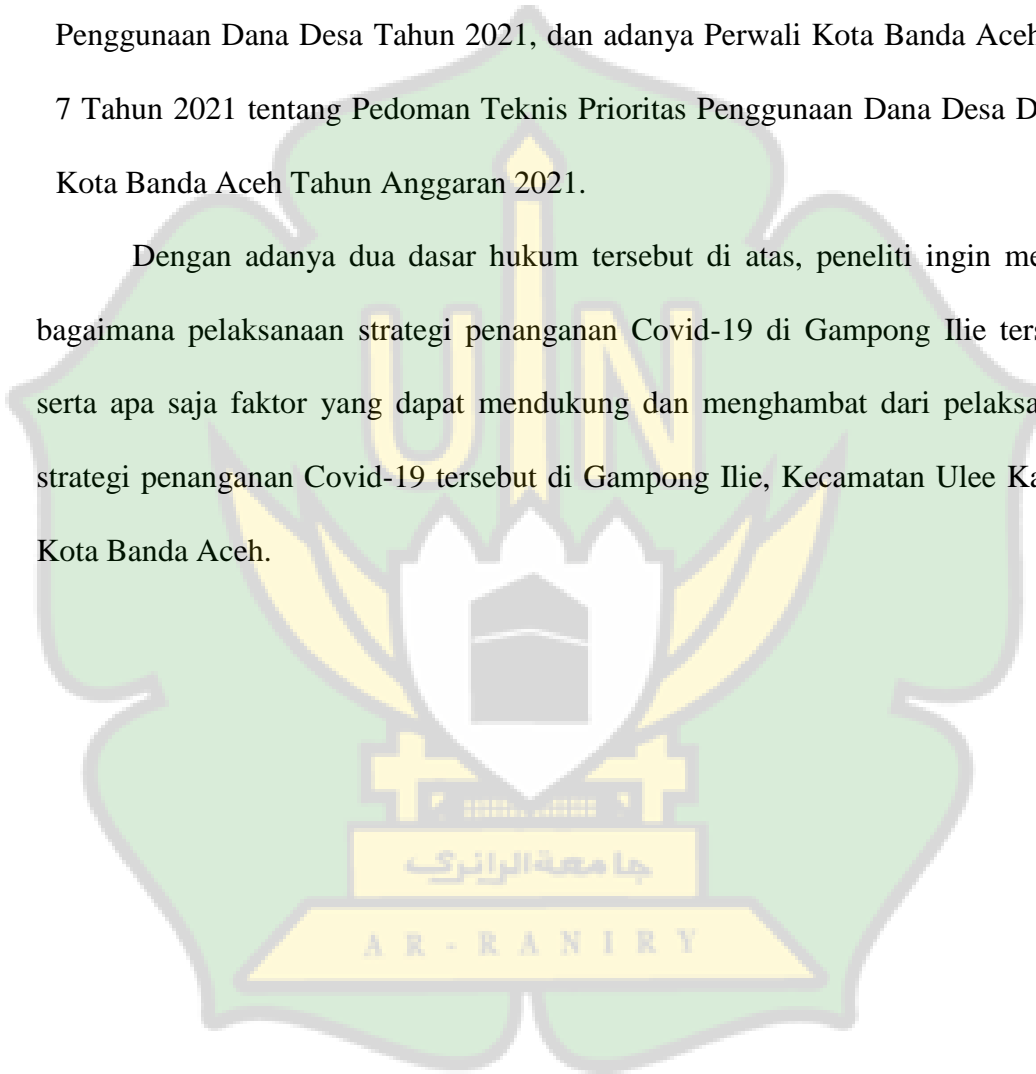 Penggunaan Dana Desa Tahun 2021, dan adanya Perwali Kota Banda Aceh
7 Tahun 2021 tentang Pedoman Teknis Prioritas Penggunaan Dana Desa D
Kota Banda Aceh Tahun Anggaran 2021.
Dengan adanya dua dasar hukum tersebut di atas, peneliti ingin me
bagaimana pelaksanaan strategi penanganan Covid-19 di Gampong Ilie ters
serta apa saja faktor yang dapat mendukung dan menghambat dari pelaksa
strategi penanganan Covid-19 tersebut di Gampong Ilie, Kecamatan Ulee Ka
Kota Banda Aceh.
UIN
جامعة الرانري
AR-RANIRY